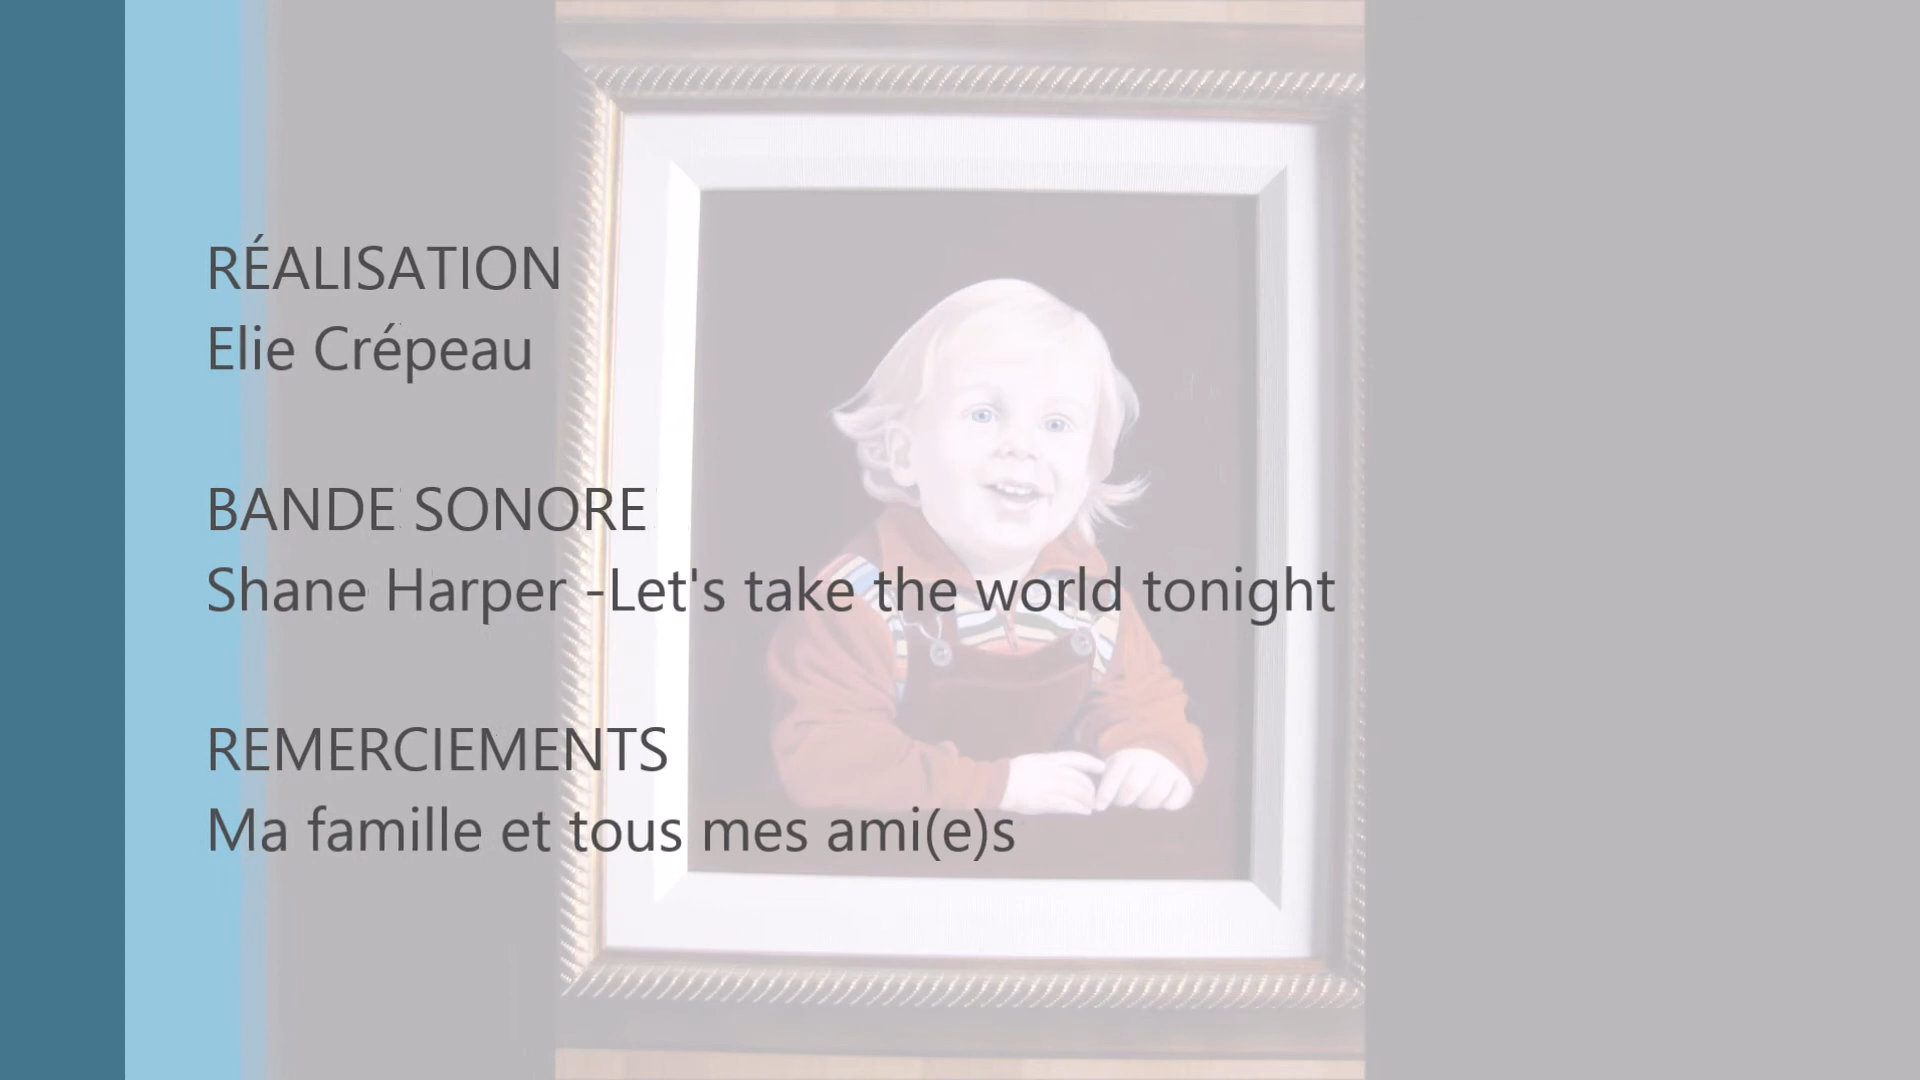 RÉALISATION
Elie Crépeau
BANDE SONORE
Shane Harper -Let's take the world tonight
REMERCIEMENTS
Ma famille et tous mes ami(e)s